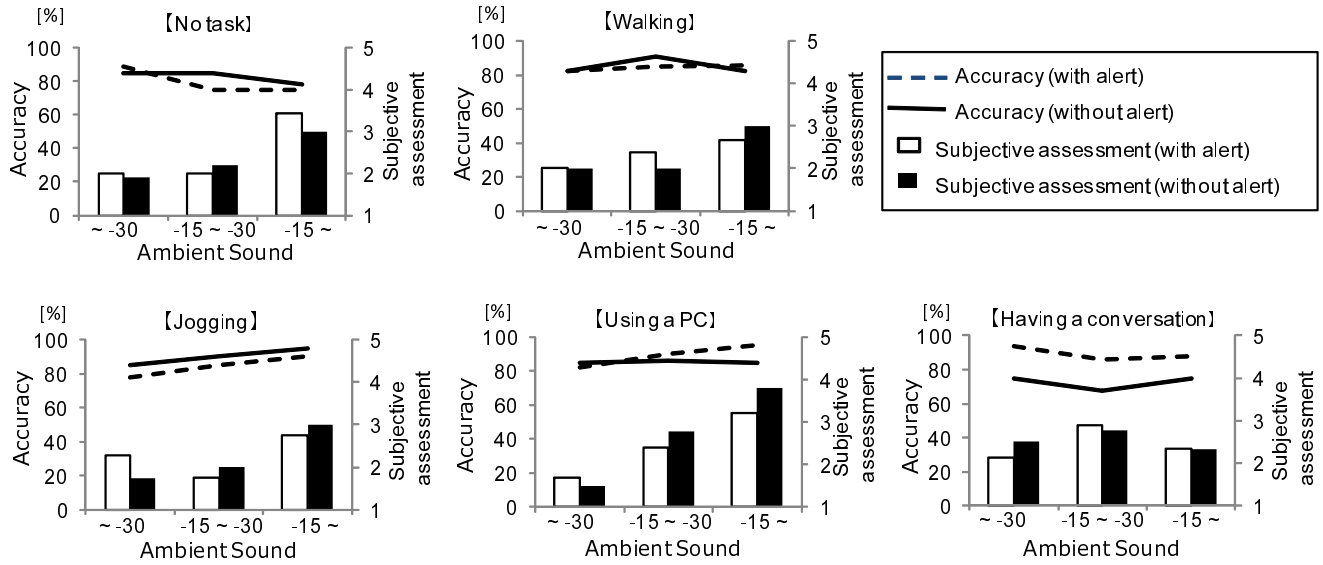 [%]
【No task】
100
80
60
40
20
0
Accuracy
5
4
3
2
1
Subjective
assessment
~ -30
-15 ~ -30
-15 ~
Ambient Sound
[%]
【Walking】
100
80
60
40
20
0
Accuracy
5
4
3
2
1
Subjective
assessment
~ -30
-15 ~ -30
-15 ~
Ambient Sound
Accuracy (with alert)
Accuracy (without alert)
Subjective assessment (with alert)
Subjective assessment (without alert)
[%]
【Jogging】
100
80
60
40
20
0
Accuracy
5
4
3
2
1
Subjective
assessment
~ -30
-15 ~ -30
-15 ~
Ambient Sound
[%]
【Using a PC】
100
80
60
40
20
0
Accuracy
5
4
3
2
1
Subjective
assessment
~ -30
-15 ~ -30
-15 ~
Ambient Sound
[%]
【Having a conversation】
100
80
60
40
20
0
Accuracy
5
4
3
2
1
Subjective
assessment
~ -30
-15 ~ -30
-15 ~
Ambient Sound